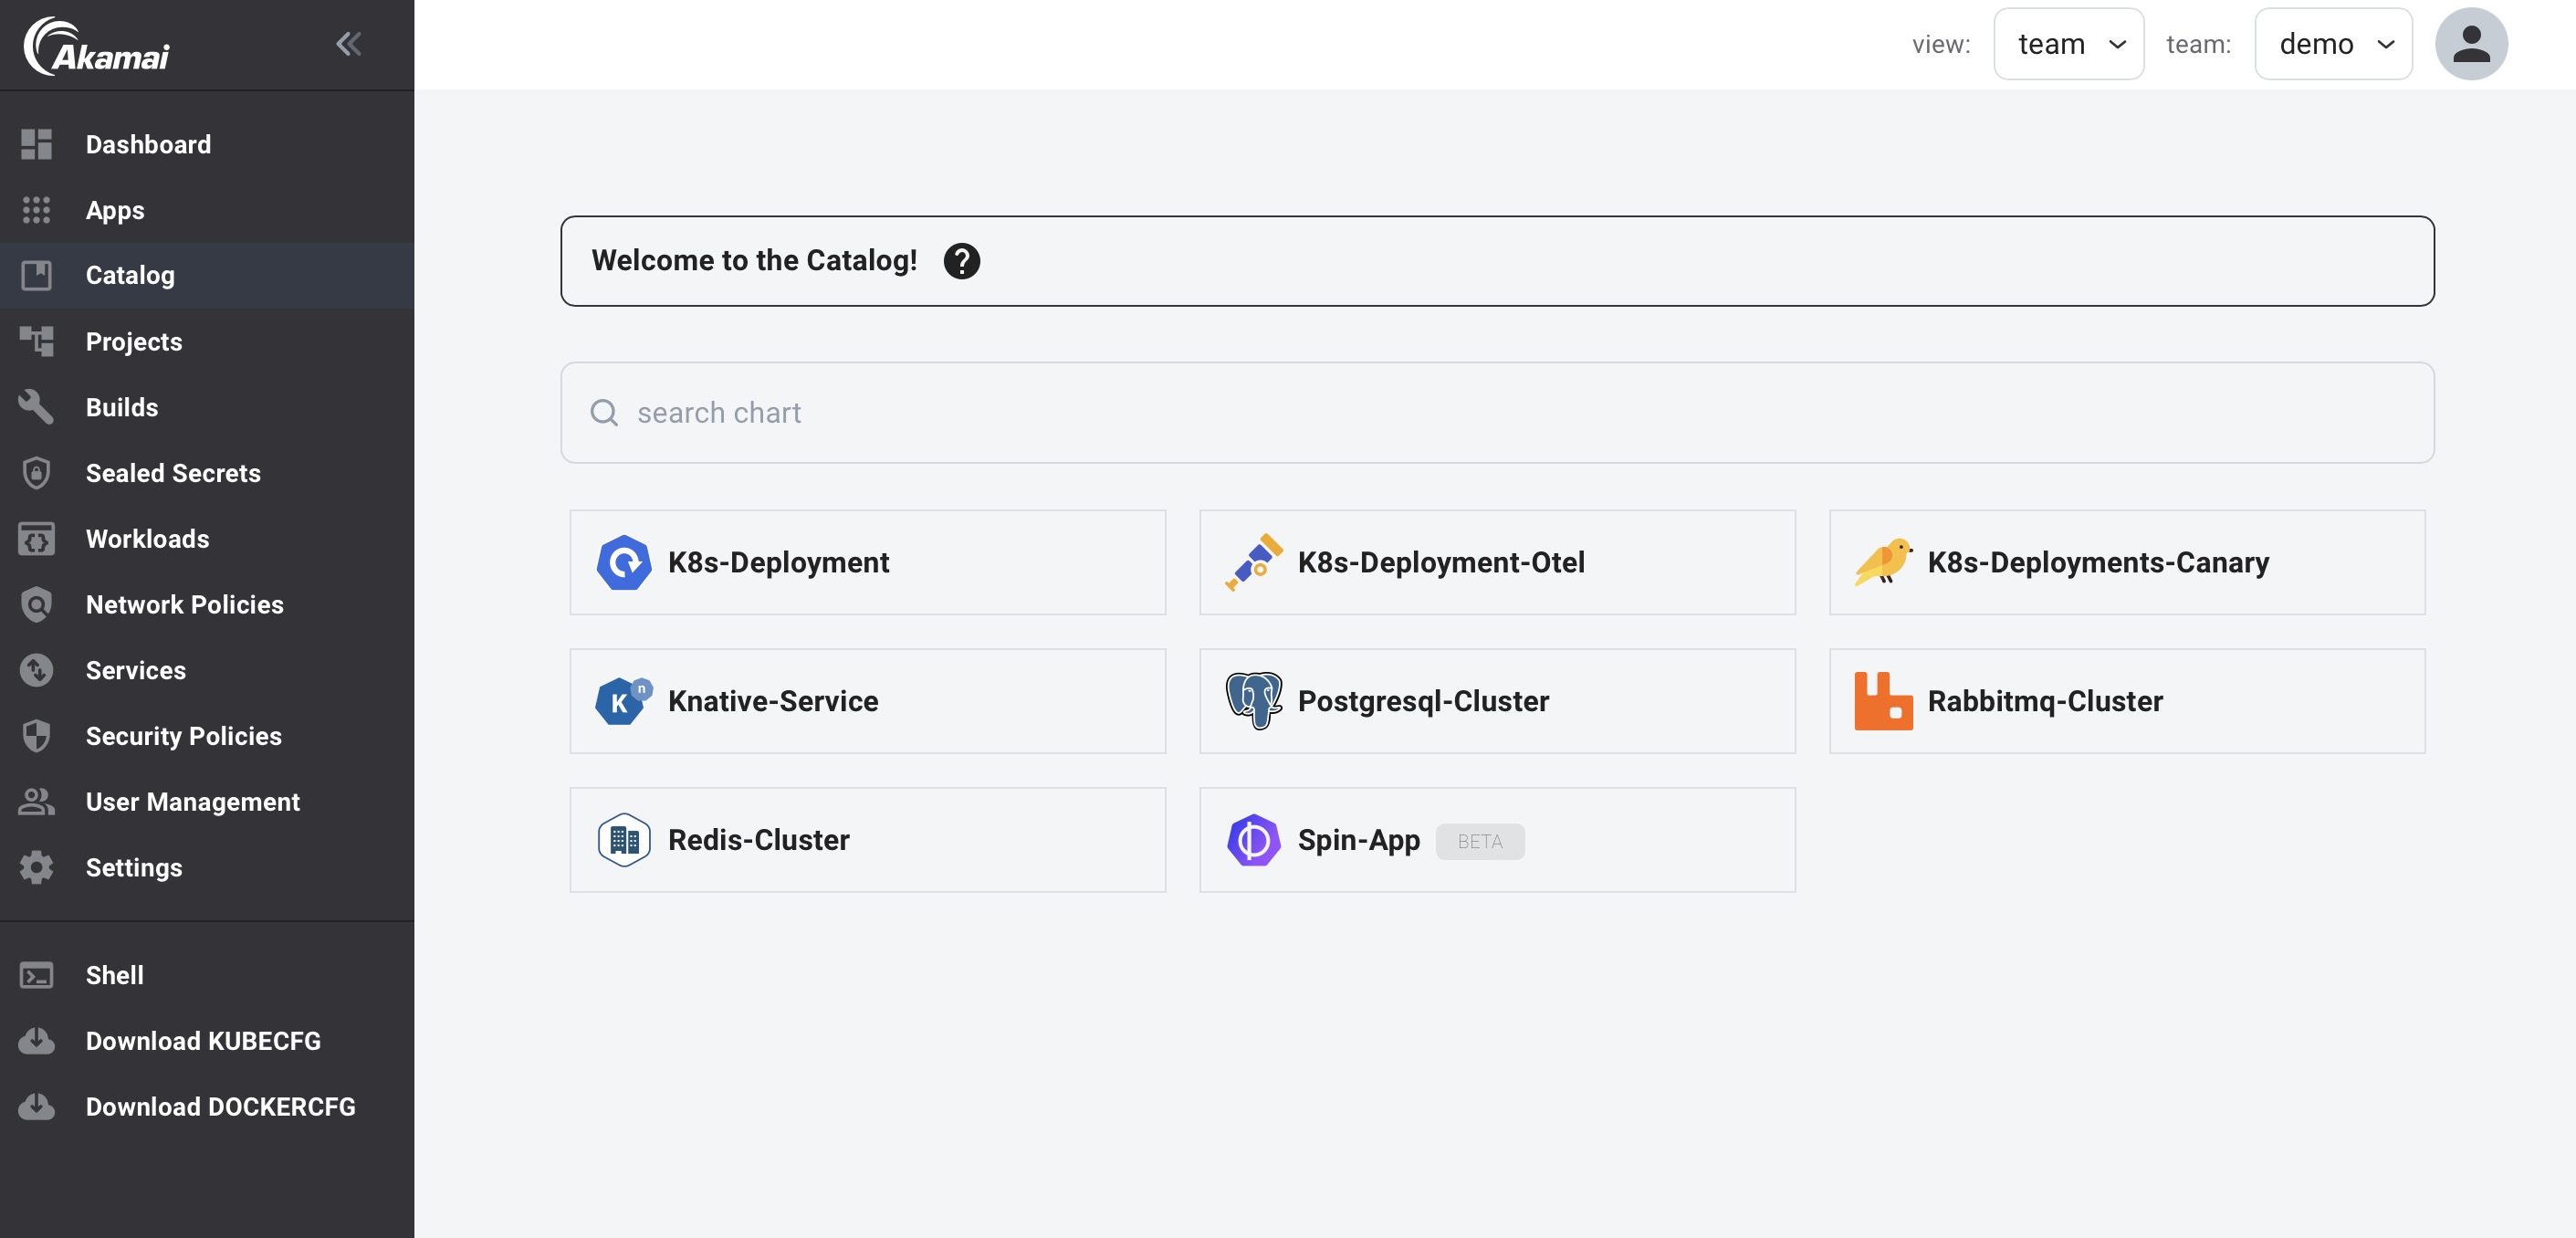 Akamai
view:
team
team:
demo
Dashboard
Apps
Catalog
Projects
Builds
Sealed Secrets
Workloads
Network Policies
Services
Security Policies
User Management
Settings
Shell
Download KUBECFG
Download DOCKERCFG
Welcome to the Catalog! ?
search chart
K8s-Deployment
K8s-Deployment-Otel
K8s-Deployments-Canary
K n
Knative-Service
Postgresql-Cluster
Rabbitmq-Cluster
Redis-Cluster
Spin-App BETA